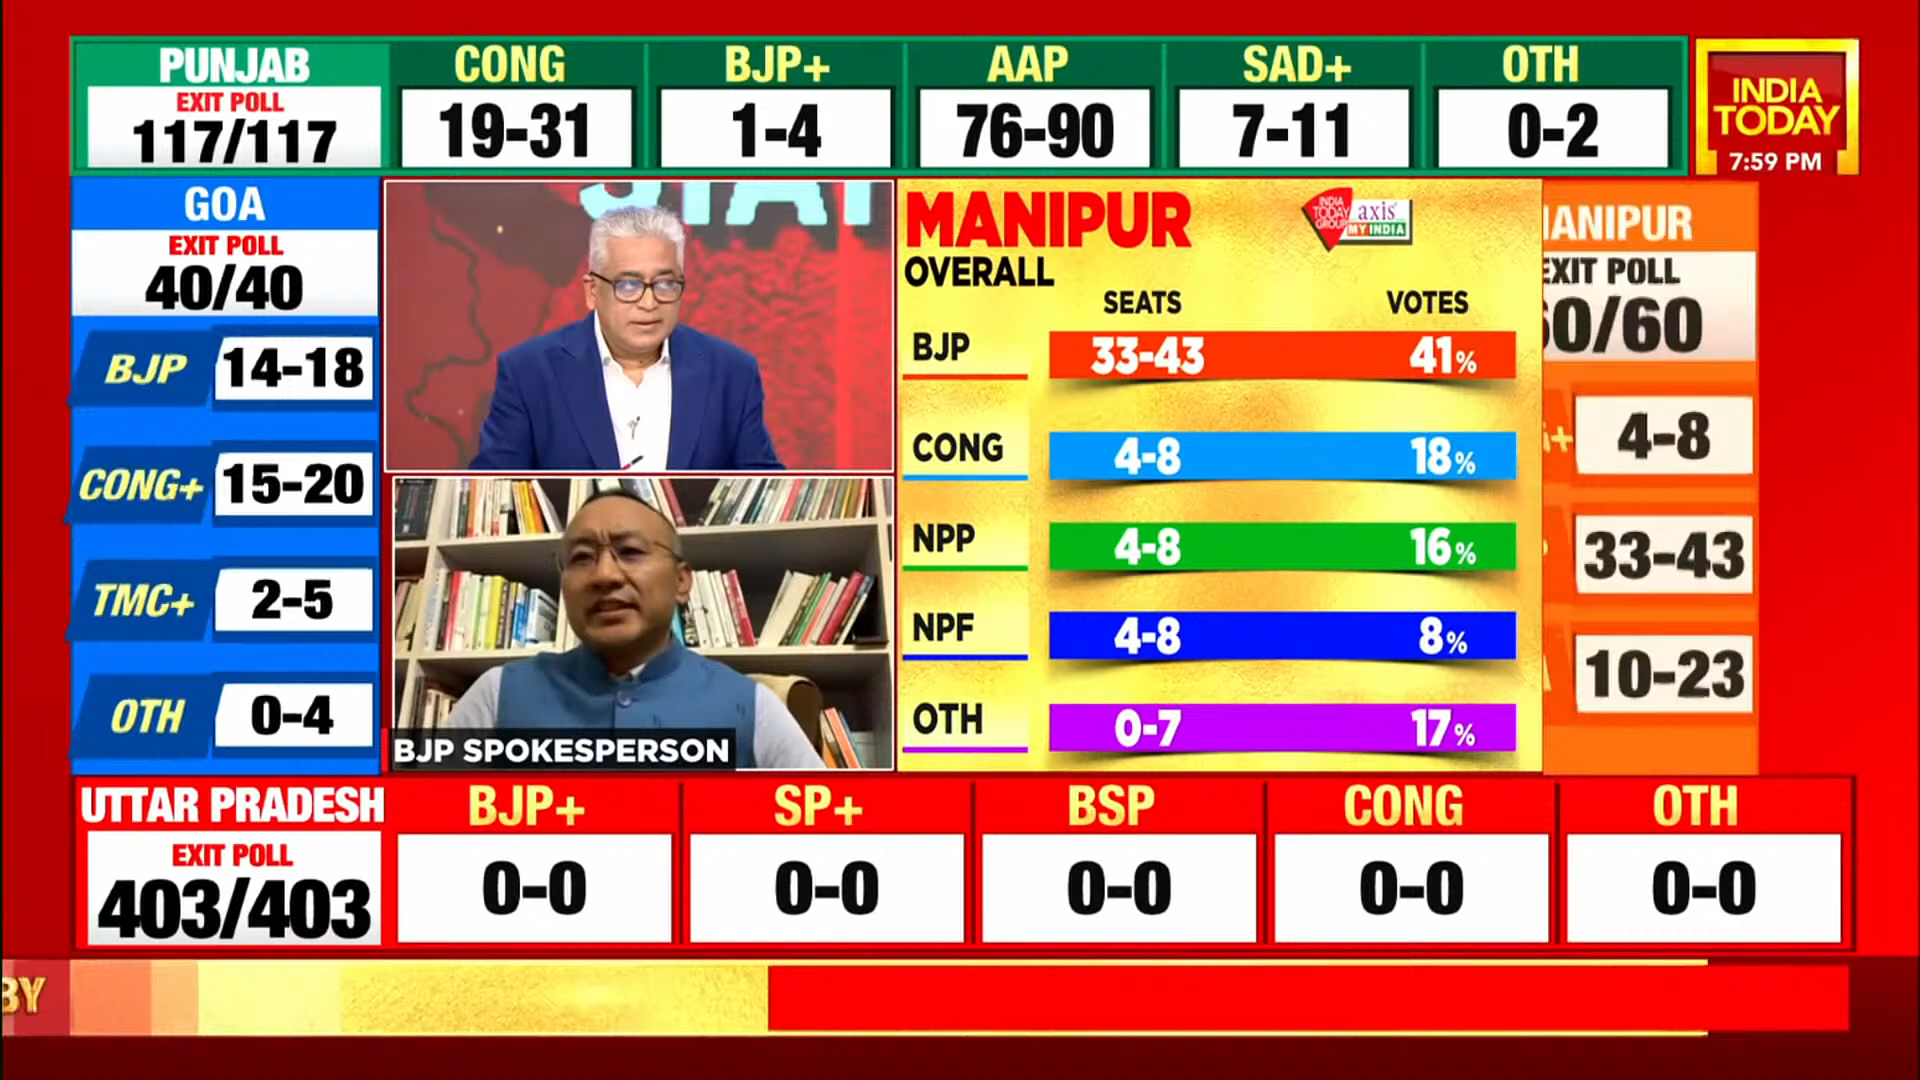 PUNJAB
EXIT POLL
117/117
CONG
19-31
BJP+
1-4
AAP
76-90
SAD+
7-11
OTH
0-2
INDIA
TODAY
7:59 PM
GOA
EXIT POLL
40/40
BJP 14-18
CONG+ 15-20
TMC+ 2-5
OTH 0-4
BJP SPOKESPERSON
MANIPUR
OVERALL
INDIA
TODAY
GROUP
axis
MY INDIA
SEATS VOTES
BJP 33-43 41%
CONG 4-8 18%
NPP 4-8 16%
NPF 4-8 8%
OTH 0-7 17%
ANIPUR
EXIT POLL
60/60
4-8
33-43
10-23
UTTAR PRADESH
EXIT POLL
403/403
BJP+
0-0
SP+
0-0
BSP
0-0
CONG
0-0
OTH
0-0
BY